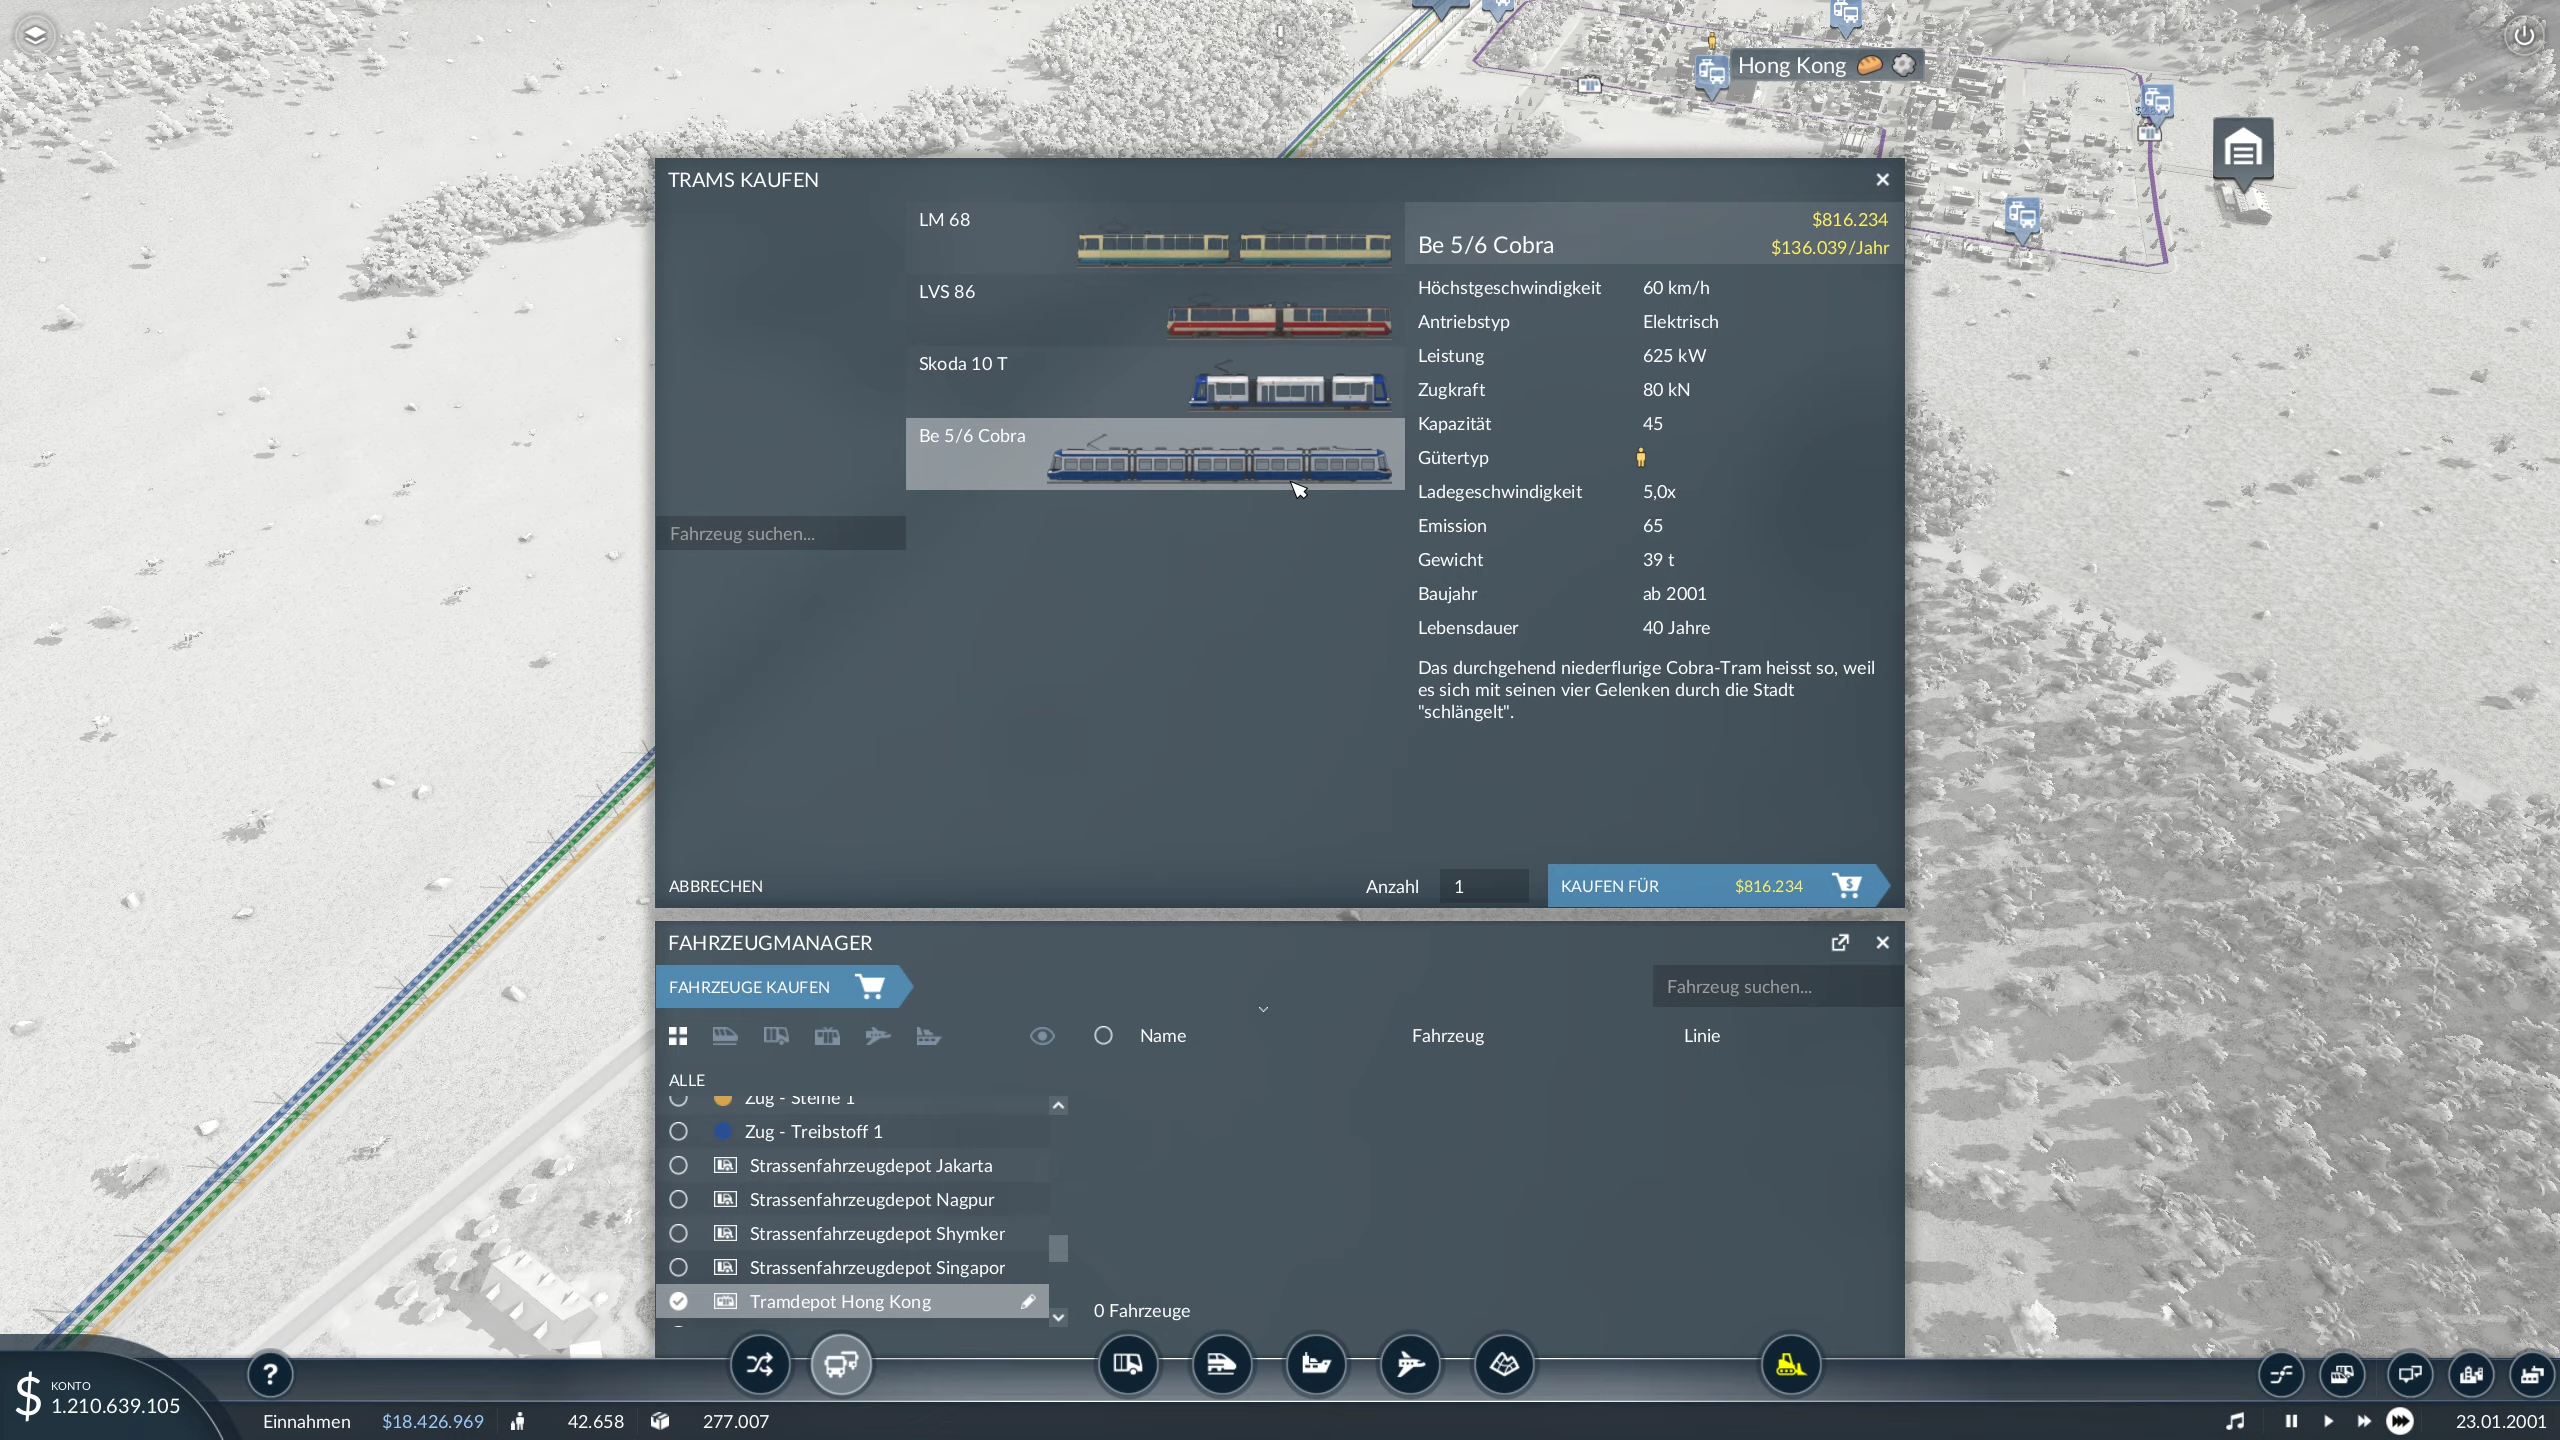 Hong Kong
TRAMS KAUFEN
LM 68
LVS 86
Skoda 10 T
Be 5/6 Cobra
Fahrzeug suchen...
$816.234
Be 5/6 Cobra
$136.039/Jahr
Höchstgeschwindigkeit 60 km/h
Antriebstyp Elektrisch
Leistung 625 kW
Zugkraft 80 kN
Kapazität 45
Gütertyp
Ladegeschwindigkeit 5,0x
Emission 65
Gewicht 39 t
Baujahr ab 2001
Lebensdauer 40 Jahre
Das durchgehend niederflurige Cobra-Tram heisst so, weil
es sich mit seinen vier Gelenken durch die Stadt
"schlängelt".
ABBRECHEN
Anzahl 1
KAUFEN FÜR $816.234
FAHRZEUGMANAGER
FAHRZEUGE KAUFEN
Fahrzeug suchen...
Name Fahrzeug Linie
ALLE
Zug - Steine 1
Zug - Treibstoff 1
Strassenfahrzeugdepot Jakarta
Strassenfahrzeugdepot Nagpur
Strassenfahrzeugdepot Shymker
Strassenfahrzeugdepot Singapor
Tramdepot Hong Kong
0 Fahrzeuge
?
$ KONTO
1.210.639.105
Einnahmen $18.426.969 42.658 277.007
23.01.2001